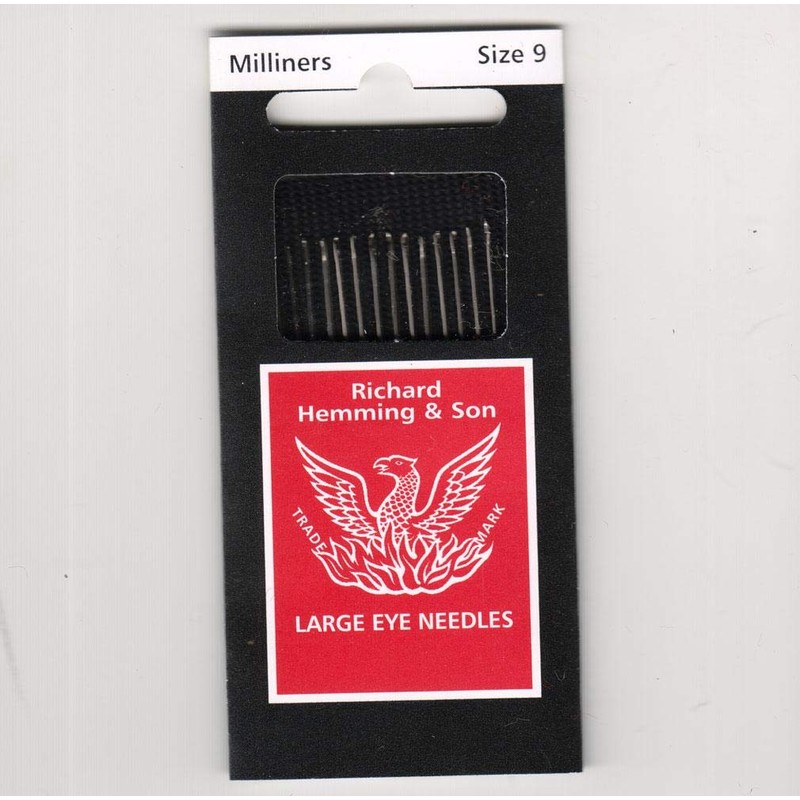 Milliners
Size 9
Richard
Hemming & Son
TRADE MARK
LARGE EYE NEEDLES